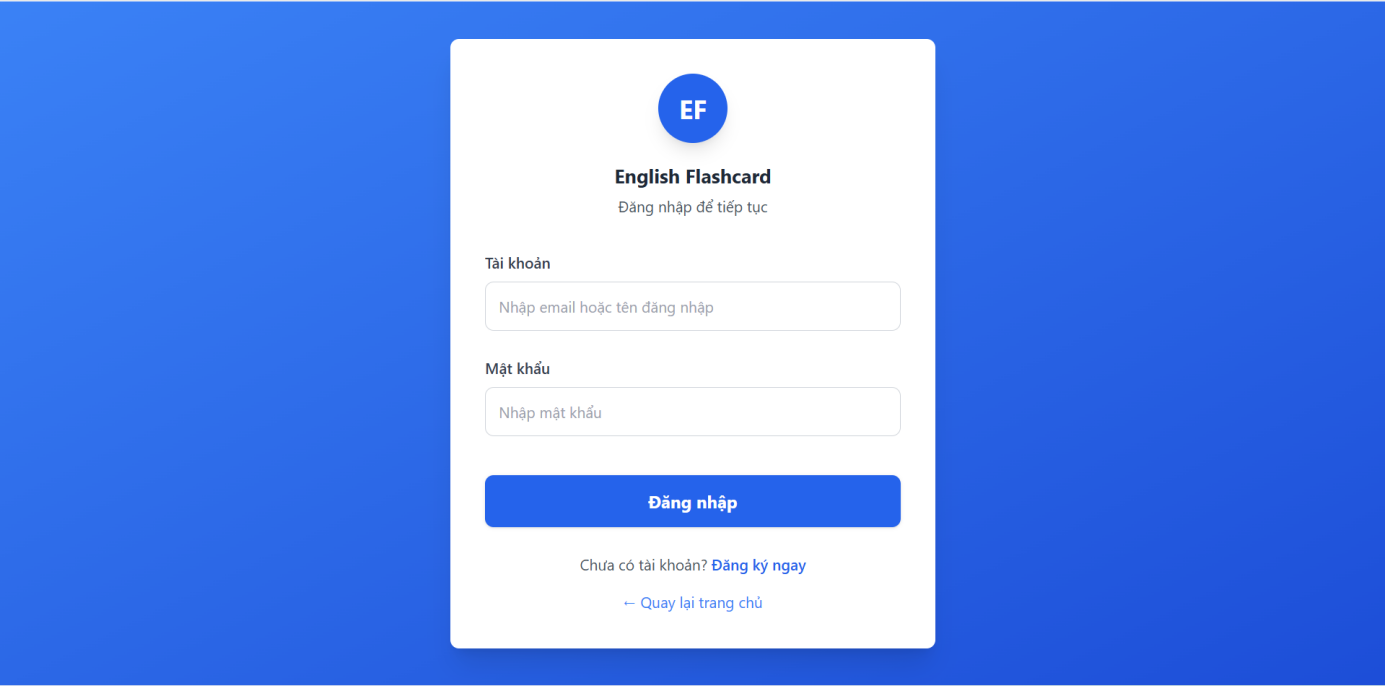 EF
English Flashcard
Đăng nhập để tiếp tục
Tài khoản
Nhập email hoặc tên đăng nhập
Mật khẩu
Nhập mật khẩu
Đăng nhập
Chưa có tài khoản? Đăng ký ngay
← Quay lại trang chủ